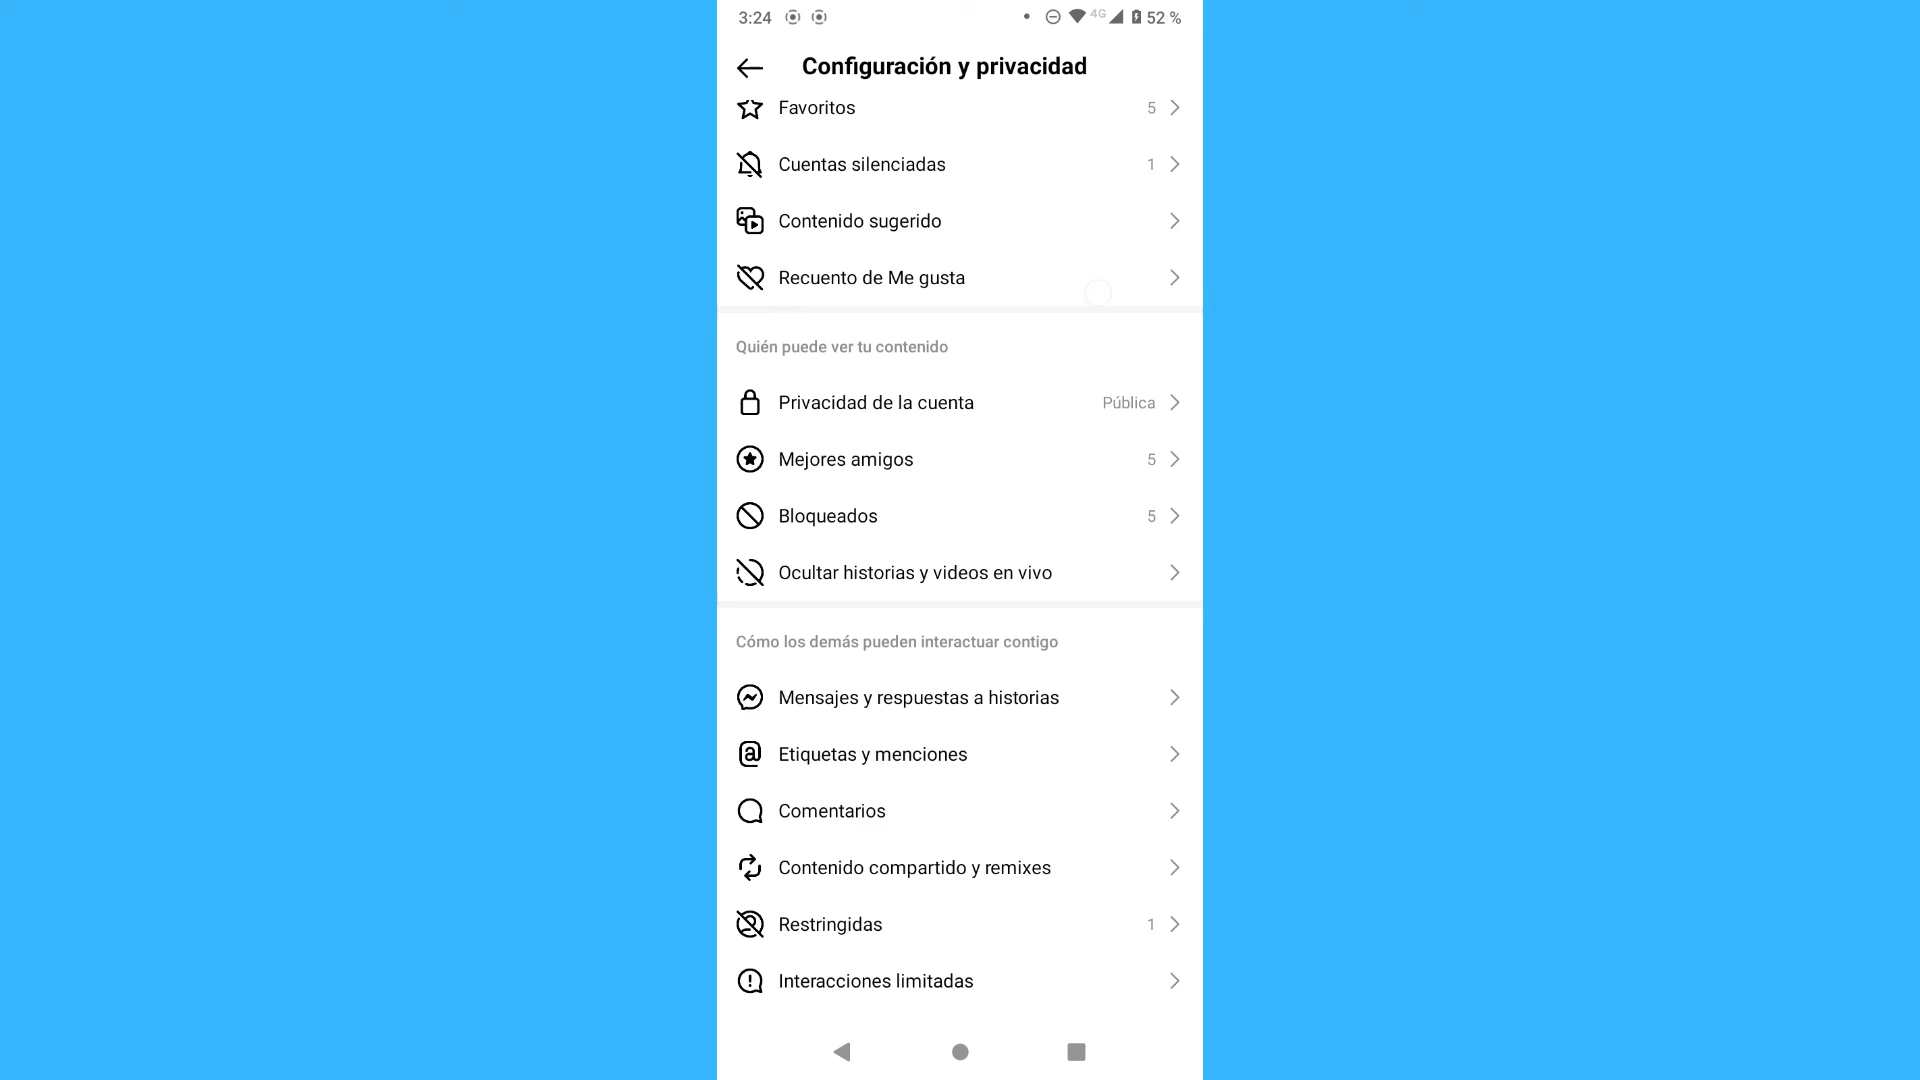 3:24 4G 52 %
Configuración y privacidad
Favoritos 5
Cuentas silenciadas 1
Contenido sugerido
Recuento de Me gusta
Quién puede ver tu contenido
Privacidad de la cuenta Pública
Mejores amigos 5
Bloqueados 5
Ocultar historias y videos en vivo
Cómo los demás pueden interactuar contigo
Mensajes y respuestas a historias
Etiquetas y menciones
Comentarios
Contenido compartido y remixes
Restringidas 1
Interacciones limitadas